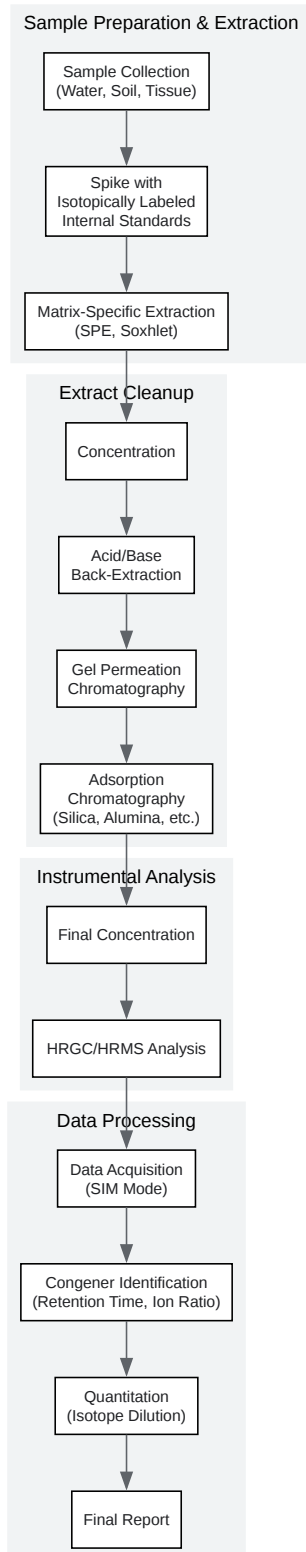 Sample Preparation & Extraction
Sample Collection
(Water, Soil, Tissue)
Spike with
Isotopically Labeled
Internal Standards
Matrix-Specific Extraction
(SPE, Soxhlet)
Extract Cleanup
Concentration
Acid/Base
Back-Extraction
Gel Permeation
Chromatography
Adsorption
Chromatography
(Silica, Alumina, etc.)
Instrumental Analysis
Final Concentration
HRGC/HRMS Analysis
Data Processing
Data Acquisition
(SIM Mode)
Congener Identification
(Retention Time, Ion Ratio)
Quantitation
(Isotope Dilution)
Final Report